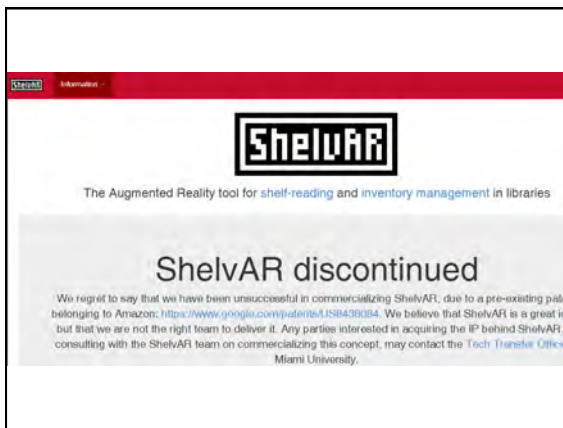 ShelvAR Information
ShelvAR
The Augmented Reality tool for shelf-reading and inventory management in libraries
ShelvAR discontinued
We regret to say that we have been unsuccessful in commercializing ShelvAR, due to a pre-existing pat
belonging to Amazon: https://www.google.com/patents/US8438084. We believe that ShelvAR is a great i
but that we are not the right team to deliver it. Any parties interested in acquiring the IP behind ShelvAR
consulting with the ShelvAR team on commercializing this concept, may contact the Tech Transfer Office
Miami University.